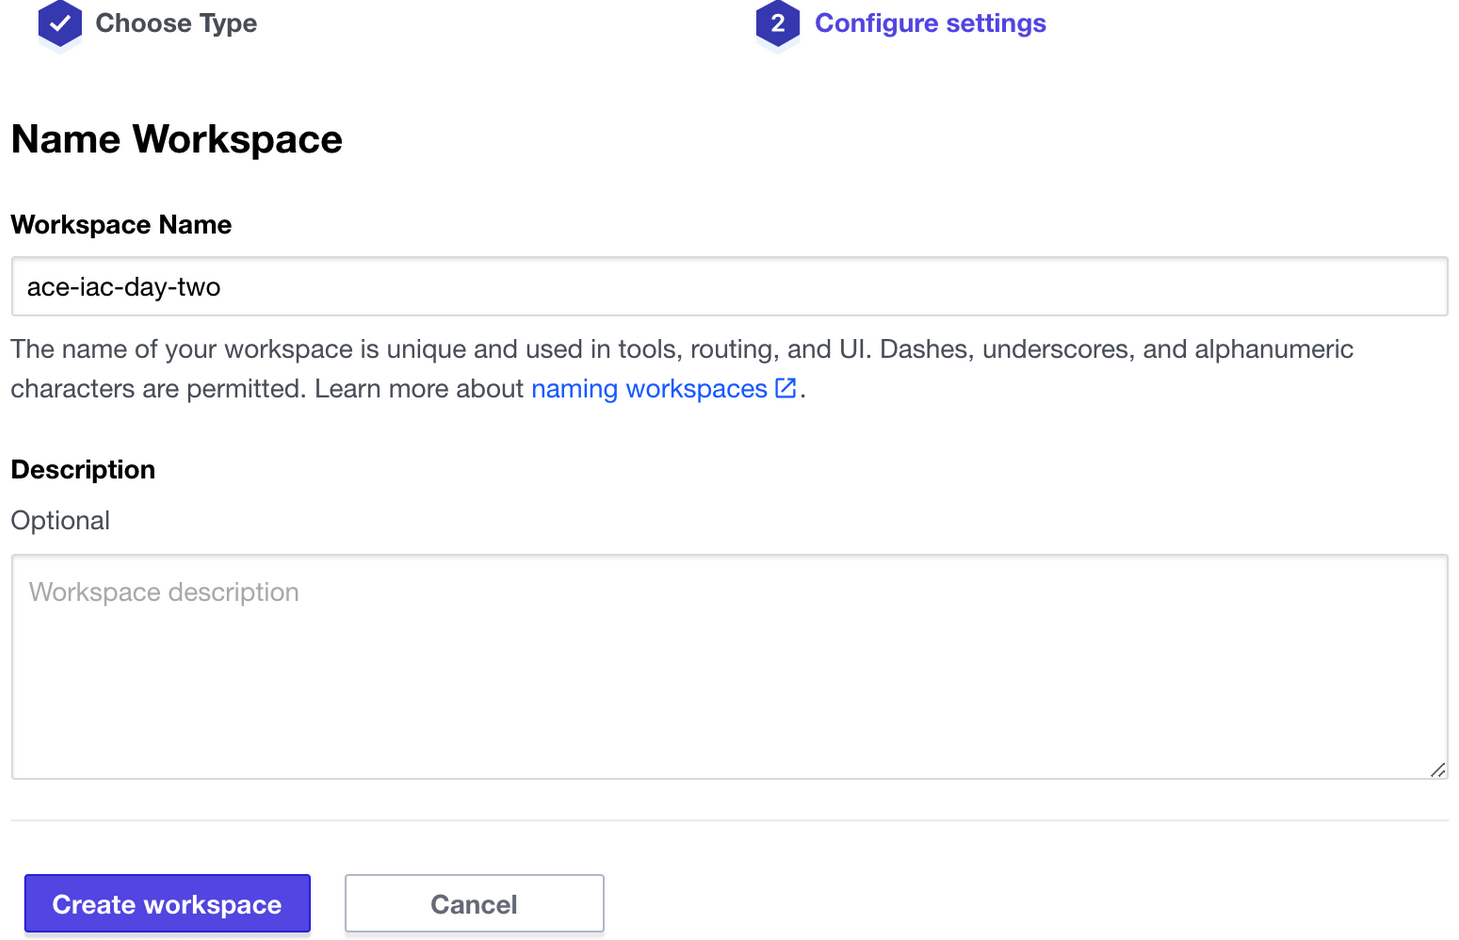 Choose Type
2 Configure settings
Name Workspace
Workspace Name
ace-iac-day-two
The name of your workspace is unique and used in tools, routing, and UI. Dashes, underscores, and alphanumeric
characters are permitted. Learn more about naming workspaces.
Description
Optional
Workspace description
Create workspace
Cancel